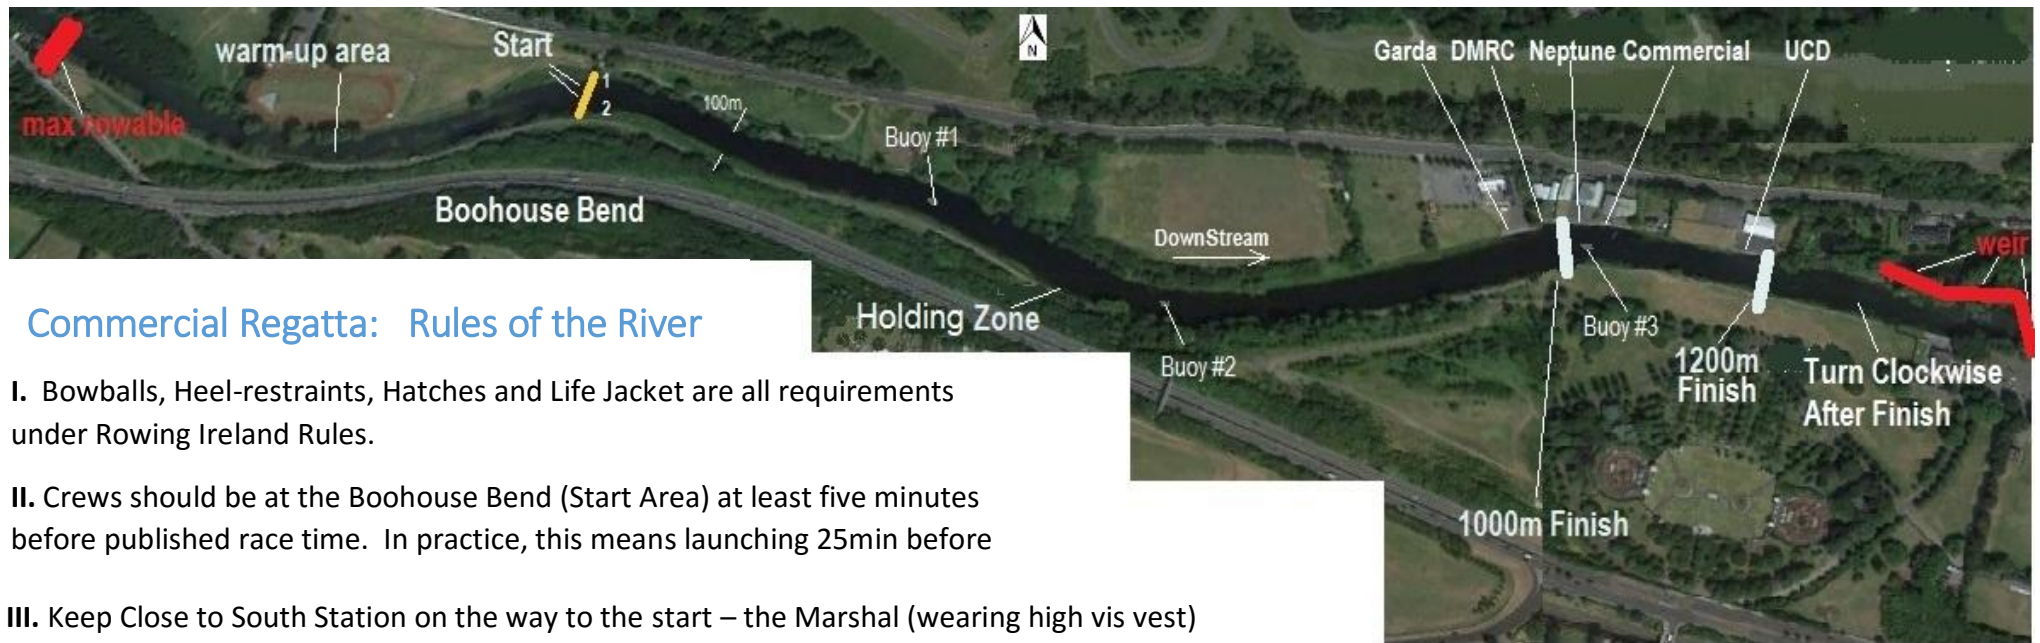 warm-up area
Start
N
Garda DMRC Neptune Commercial UCD
max rowable
1
2
100m
Buoy #1
Boohouse Bend
DownStream
weir
Holding Zone
Buoy #2
Buoy #3
1200m
Finish
Turn Clockwise
After Finish
1000m Finish
Commercial Regatta: Rules of the River
I. Bowballs, Heel-restraints, Hatches and Life Jacket are all requirements
under Rowing Ireland Rules.
II. Crews should be at the Boohouse Bend (Start Area) at least five minutes
before published race time. In practice, this means launching 25min before
III. Keep Close to South Station on the way to the start – the Marshal (wearing high vis vest)